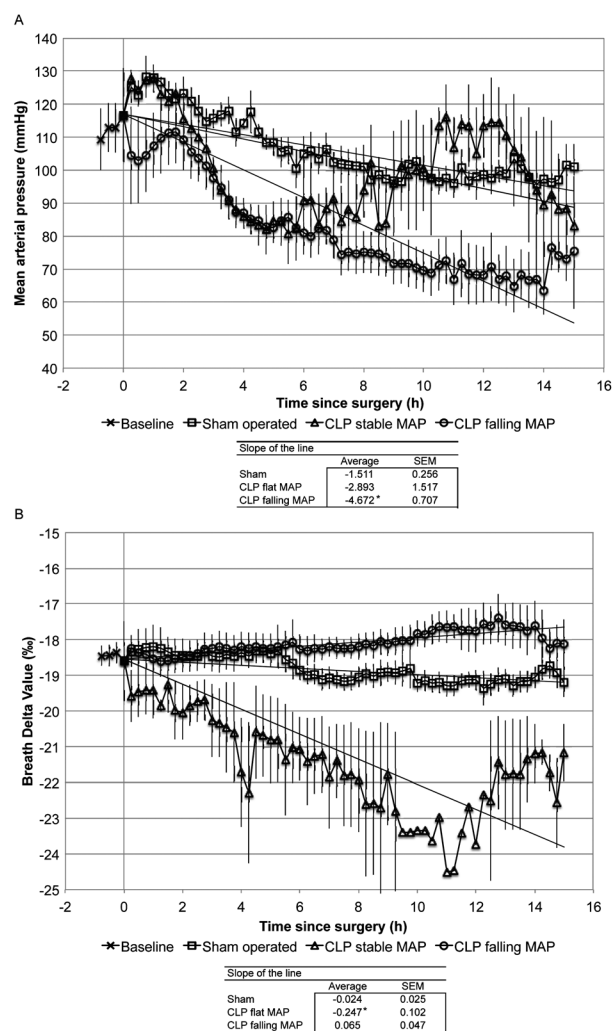 A
140
130
120
110
100
90
80
70
60
50
40
Mean arterial pressure (mmHg)
-2 0 2 4 6 8 10 12 14 16
Time since surgery (h)
Baseline Sham operated CLP stable MAP CLP falling MAP
Slope of the line
Average SEM
Sham -1.511 0.256
CLP flat MAP -2.893 1.517
CLP falling MAP -4.672 * 0.707
B
-15
-16
-17
-18
-19
-20
-21
-22
-23
-24
-25
Breath Delta Value (‰)
-2 0 2 4 6 8 10 12 14 16
Time since surgery (h)
Baseline Sham operated CLP stable MAP CLP falling MAP
Slope of the line
Average SEM
Sham -0.024 0.025
CLP flat MAP -0.247* 0.102
CLP falling MAP 0.065 0.047